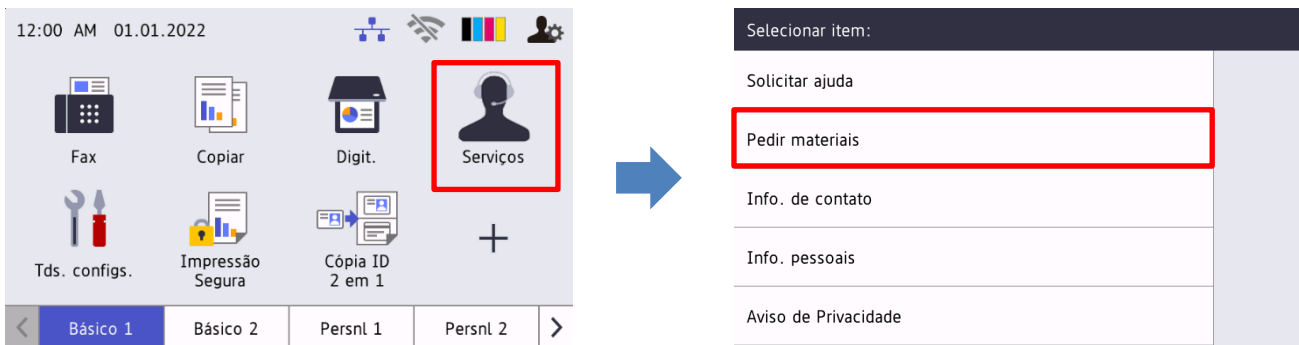 12:00 AM 01.01.2022
Fax
Copiar
Digit.
Serviços
Tds. configs.
Impressão
Segura
Cópia ID
2 em 1
Básico 1
Básico 2
Persnl 1
Persnl 2
Selecionar item:
Solicitar ajuda
Pedir materiais
Info. de contato
Info. pessoais
Aviso de Privacidade